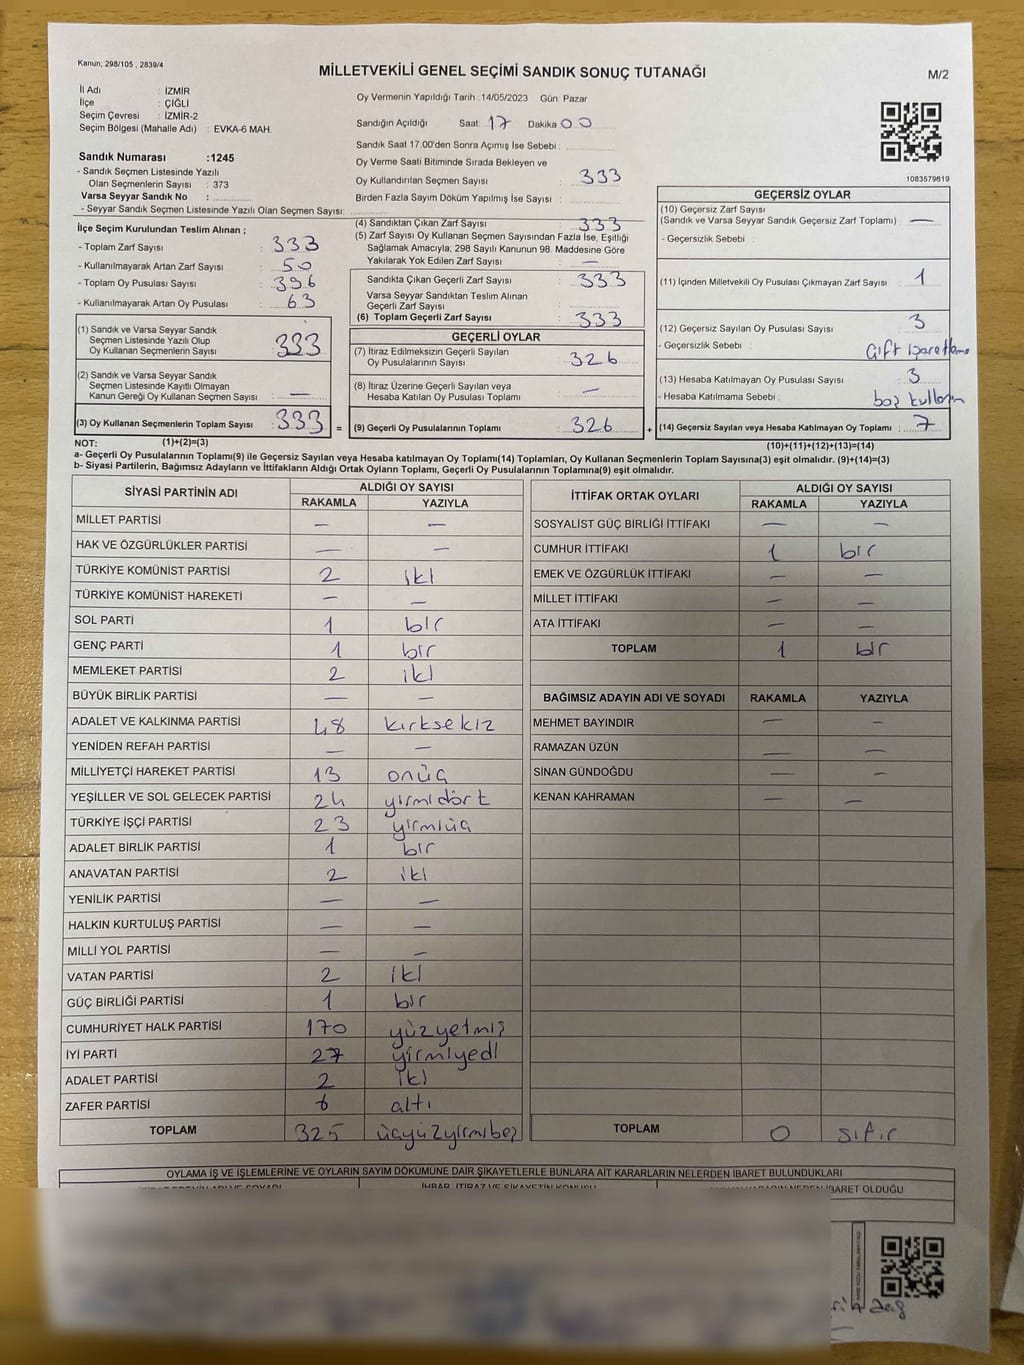 Kanun; 298/105 , 2839/4
MİLLETVEKİLİ GENEL SEÇİMİ SANDIK SONUÇ TUTANAĞI
M/2
İl Adı : İZMİR
İlçe : ÇİĞLİ
Seçim Çevresi : İZMİR-2
Seçim Bölgesi (Mahalle Adı) : EVKA-6 MAH.
Sandık Numarası :1245
- Sandık Seçmen Listesinde Yazılı
Olan Seçmenlerin Sayısı : 373
Varsa Seyyar Sandık No :
- Seyyar Sandık Seçmen Listesinde Yazılı Olan Seçmen Sayısı:
Oy Vermenin Yapıldığı Tarih : 14/05/2023 Gün: Pazar
Sandığın Açıldığı Saat: 17 Dakika 00
Sandık Saat 17.00'den Sonra Açımış İse Sebebi :
Oy Verme Saati Bitiminde Sırada Bekleyen ve
Oy Kullandırılan Seçmen Sayısı : 333
Birden Fazla Sayım Döküm Yapılmış İse Sayısı :
1083579619
İlçe Seçim Kurulundan Teslim Alınan ;
- Toplam Zarf Sayısı : 333
- Kullanılmayarak Artan Zarf Sayısı : 50
- Toplam Oy Pusulası Sayısı : 396
- Kullanılmayarak Artan Oy Pusulası : 63
(1) Sandık ve Varsa Seyyar Sandık
Seçmen Listesinde Yazılı Olup
Oy Kullanan Seçmenlerin Sayısı : 333
(2) Sandık ve Varsa Seyyar Sandık
Seçmen Listesinde Kayıtlı Olmayan
Kanun Gereği Oy Kullanan Seçmen Sayısı : —
(3) Oy Kullanan Seçmenlerin Toplam Sayısı : 333 =
(4) Sandıktan Çıkan Zarf Sayısı : 333
(5) Zarf Sayısı Oy Kullanan Seçmen Sayısından Fazla İse, Eşitliği
Sağlamak Amacıyla; 298 Sayılı Kanunun 98. Maddesine Göre
Yakılarak Yok Edilen Zarf Sayısı : —
Sandıkta Çıkan Geçerli Zarf Sayısı : 333
Varsa Seyyar Sandıktan Teslim Alınan
Geçerli Zarf Sayısı :
(6) Toplam Geçerli Zarf Sayısı : 333
GEÇERLİ OYLAR
(7) İtiraz Edilmeksizin Geçerli Sayılan
Oy Pusulalarının Sayısı : 326
(8) İtiraz Üzerine Geçerli Sayılan veya
Hesaba Katılan Oy Pusulası Toplamı : —
(9) Geçerli Oy Pusulalarının Toplamı : 326 +
GEÇERSİZ OYLAR
(10) Geçersiz Zarf Sayısı
(Sandık ve Varsa Seyyar Sandık Geçersiz Zarf Toplamı) : —
- Geçersizlik Sebebi :
(11) İçinden Milletvekili Oy Pusulası Çıkmayan Zarf Sayısı : 1
(12) Geçersiz Sayılan Oy Pusulası Sayısı : 3
- Geçersizlik Sebebi : Çift işaretleme
(13) Hesaba Katılmayan Oy Pusulası Sayısı : 3
- Hesaba Katılmama Sebebi : boş kullanım
(14) Geçersiz Sayılan veya Hesaba Katılmayan Oy Toplamı : 7
NOT: (1)+(2)=(3) (10)+(11)+(12)+(13)=(14)
a- Geçerli Oy Pusulalarının Toplamı(9) ile Geçersiz Sayılan veya Hesaba katılmayan Oy Toplamı(14) Toplamları, Oy Kullanan Seçmenlerin Toplam Sayısına(3) eşit olmalıdır. (9)+(14)=(3)
b- Siyasi Partilerin, Bağımsız Adayların ve İttifakların Aldığı Ortak Oyların Toplamı, Geçerli Oy Pusulalarının Toplamına(9) eşit olmalıdır.
SİYASİ PARTİNİN ADI ALDIĞI OY SAYISI
RAKAMLA YAZIYLA
MİLLET PARTİSİ — —
HAK VE ÖZGÜRLÜKLER PARTİSİ — —
TÜRKİYE KOMÜNİST PARTİSİ 2 iki
TÜRKİYE KOMÜNİST HAREKETİ — —
SOL PARTİ 1 bir
GENÇ PARTİ 1 bir
MEMLEKET PARTİSİ 2 iki
BÜYÜK BİRLİK PARTİSİ — —
ADALET VE KALKINMA PARTİSİ 48 kırksekiz
YENİDEN REFAH PARTİSİ — —
MİLLİYETÇİ HAREKET PARTİSİ 13 onüç
YEŞİLLER VE SOL GELECEK PARTİSİ 24 yirmidört
TÜRKİYE İŞÇİ PARTİSİ 23 yirmiüç
ADALET BİRLİK PARTİSİ 1 bir
ANAVATAN PARTİSİ 2 iki
YENİLİK PARTİSİ — —
HALKIN KURTULUŞ PARTİSİ — —
MİLLİ YOL PARTİSİ — —
VATAN PARTİSİ 2 iki
GÜÇ BİRLİĞİ PARTİSİ 1 bir
CUMHURİYET HALK PARTİSİ 170 yüzyetmiş
İYİ PARTİ 27 yirmiyedi
ADALET PARTİSİ 2 iki
ZAFER PARTİSİ 6 altı
TOPLAM 325 üçyüzyirmibeş
İTTİFAK ORTAK OYLARI ALDIĞI OY SAYISI
RAKAMLA YAZIYLA
SOSYALİST GÜÇ BİRLİĞİ İTTİFAKI — —
CUMHUR İTTİFAKI 1 bir
EMEK VE ÖZGÜRLÜK İTTİFAKI — —
MİLLET İTTİFAKI — —
ATA İTTİFAKI — —
TOPLAM 1 bir
BAĞIMSIZ ADAYIN ADI VE SOYADI RAKAMLA YAZIYLA
MEHMET BAYINDIR — —
RAMAZAN ÜZÜN — —
SİNAN GÜNDOĞDU — —
KENAN KAHRAMAN — —
TOPLAM 0 sıfır
OYLAMA İŞ VE İŞLEMLERİNE VE OYLARIN SAYIM DÖKÜMÜNE DAİR ŞİKAYETLERLE BUNLARA AİT KARARLARIN NELERDEN İBARET BULUNDUKLARI
İHBAR, İTİRAZ VE ŞİKAYETİN KONUSU
İBARET OLDUĞU